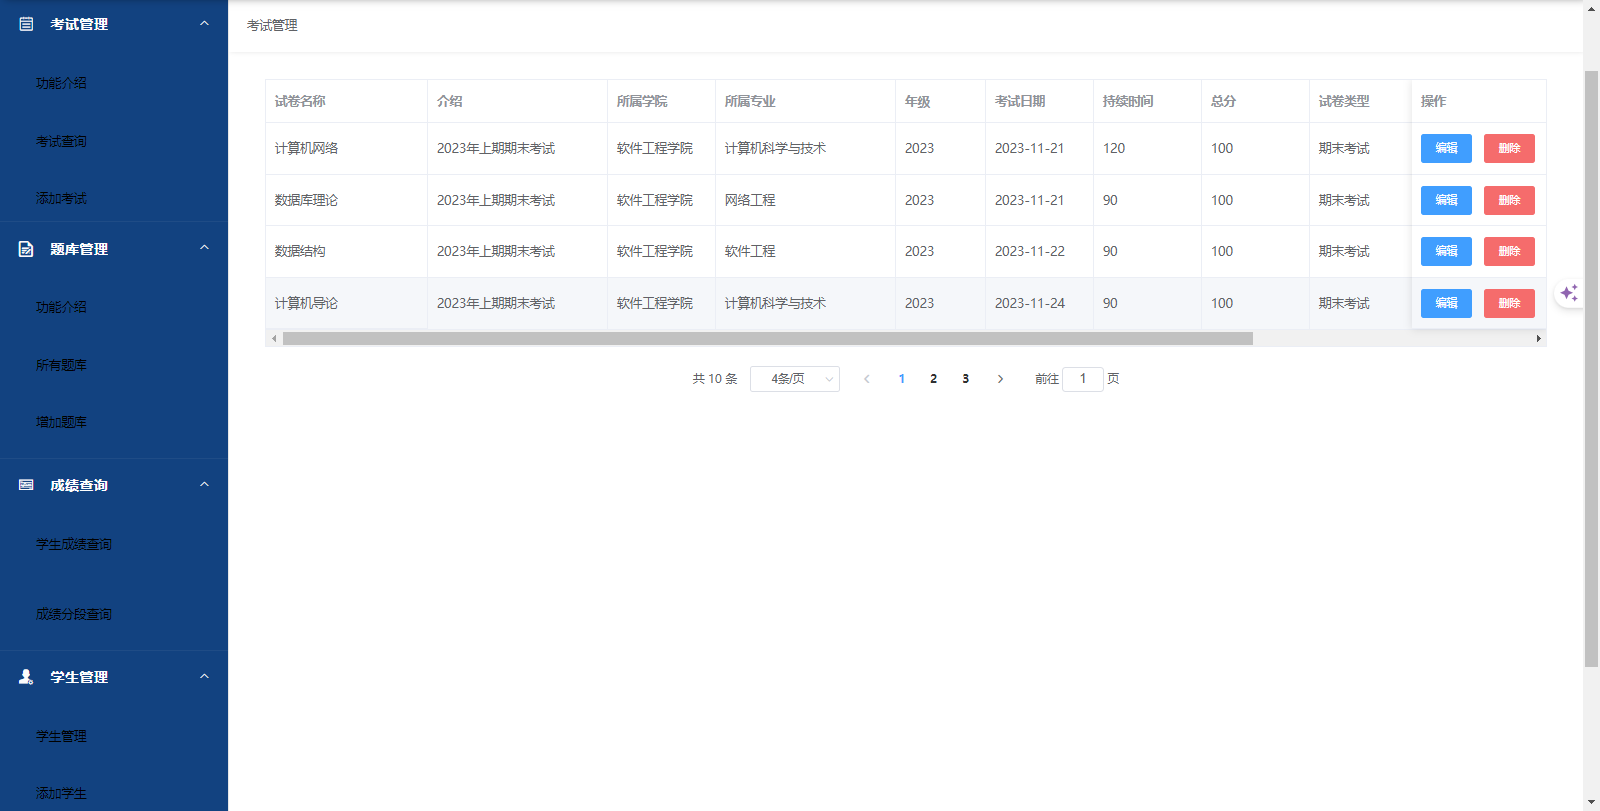 考试管理
功能介绍
考试查询
添加考试
题库管理
功能介绍
所有题库
增加题库
成绩查询
学生成绩查询
成绩分段查询
学生管理
学生管理
添加学生
考试管理
试卷名称 介绍 所属学院 所属专业 年级 考试日期 持续时间 总分 试卷类型 操作
计算机网络 2023年上期期末考试 软件工程学院 计算机科学与技术 2023 2023-11-21 120 100 期末考试 编辑 删除
数据库理论 2023年上期期末考试 软件工程学院 网络工程 2023 2023-11-21 90 100 期末考试 编辑 删除
数据结构 2023年上期期末考试 软件工程学院 软件工程 2023 2023-11-22 90 100 期末考试 编辑 删除
计算机导论 2023年上期期末考试 软件工程学院 计算机科学与技术 2023 2023-11-24 90 100 期末考试 编辑 删除
共 10 条 4条/页 1 2 3 前往 1 页